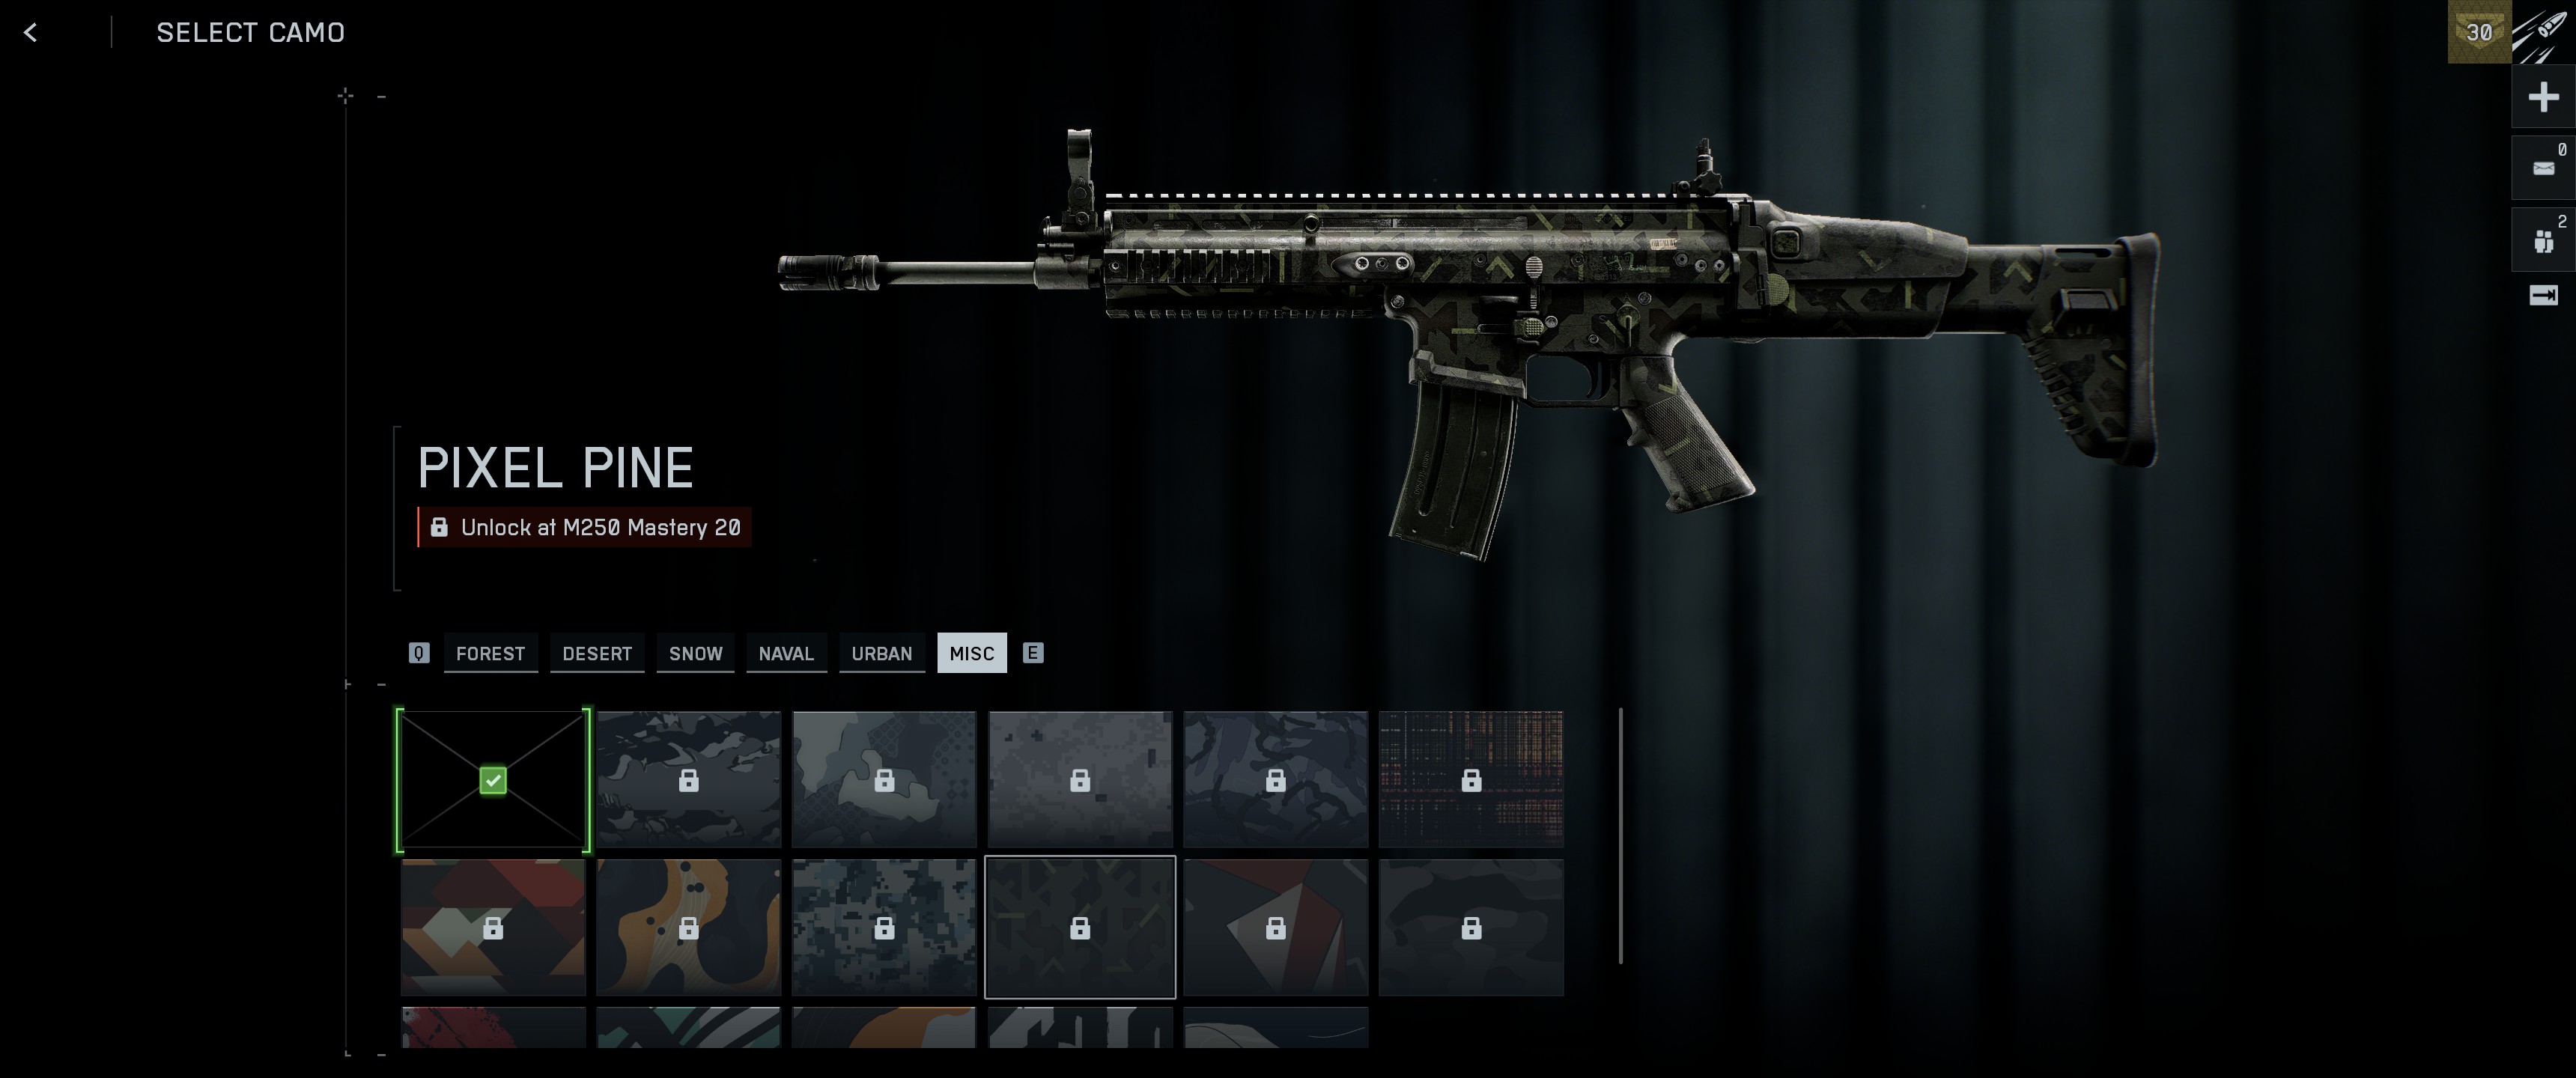 SELECT CAMO
30
0
2
PIXEL PINE
Unlock at M250 Mastery 20
Q FOREST DESERT SNOW NAVAL URBAN MISC E